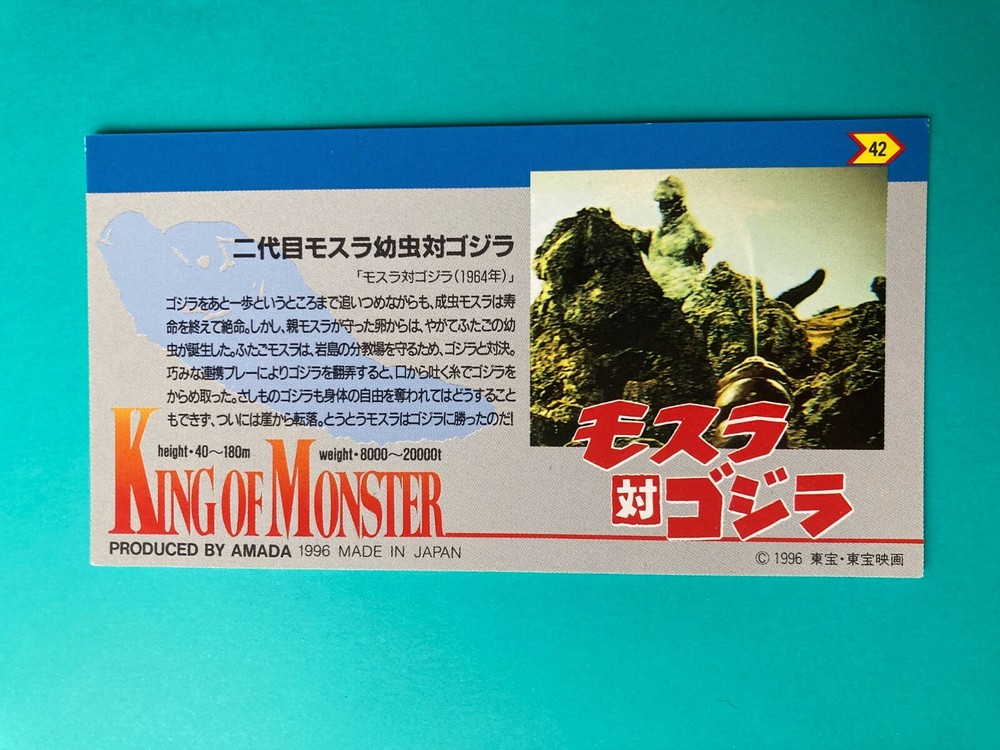 42
二代目モスラ幼虫対ゴジラ
「モスラ対ゴジラ(1964年)」
ゴジラをあと一歩というところまで追いつめながらも、成虫モスラは寿
命を終えて絶命。しかし、親モスラが守った卵からは、やがてふたごの幼
虫が誕生した。ふたごモスラは、岩島の分教場を守るため、ゴジラと対決。
巧みな連携プレーによりゴジラを翻弄すると、口から吐く糸でゴジラを
からめ取った。さしものゴジラも身体の自由を奪われてはどうすること
もできず、ついには崖から転落。とうとうモスラはゴジラに勝ったのだ!
height・40〜180m weight・8000〜20000t
KING OF MONSTER
モスラ
対ゴジラ
PRODUCED BY AMADA 1996 MADE IN JAPAN
© 1996 東宝・東宝映画